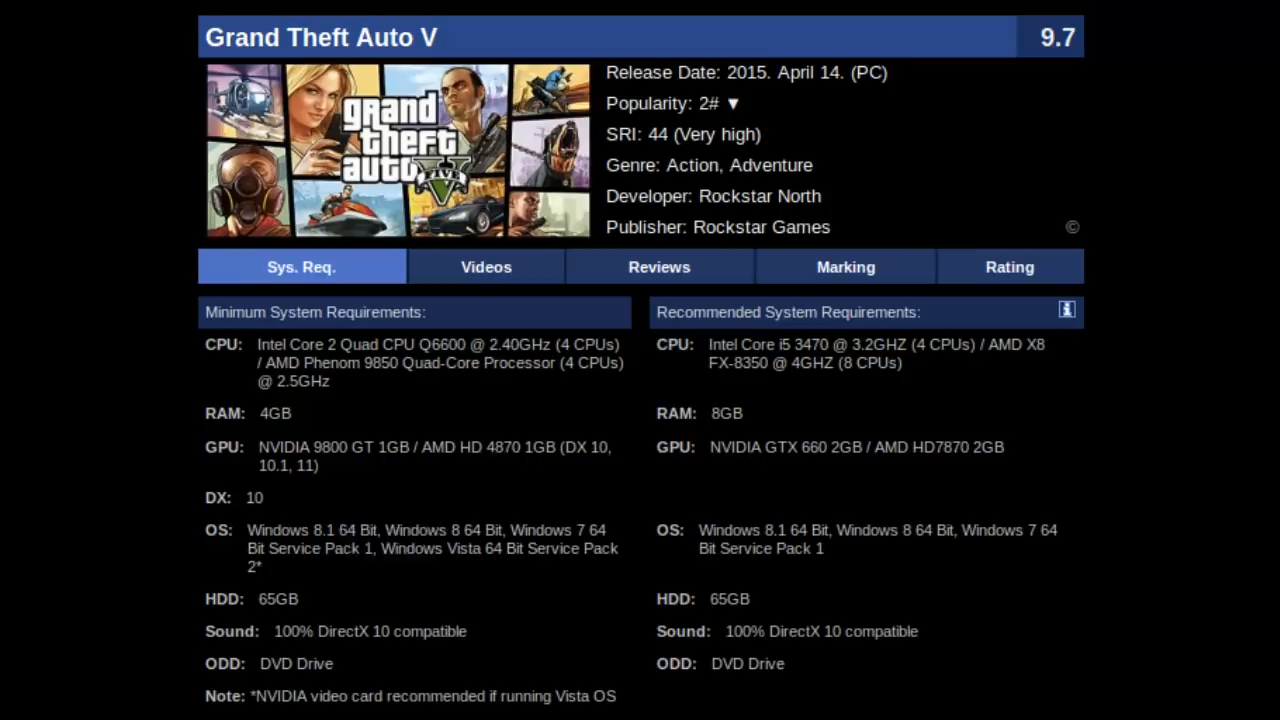 Grand Theft Auto V
9.7
grand
theft
auto V
FIVE
Release Date: 2015. April 14. (PC)
Popularity: 2# ▼
SRI: 44 (Very high)
Genre: Action, Adventure
Developer: Rockstar North
Publisher: Rockstar Games
©
Sys. Req.
Videos
Reviews
Marking
Rating
Minimum System Requirements:
CPU: Intel Core 2 Quad CPU Q6600 @ 2.40GHz (4 CPUs)
/ AMD Phenom 9850 Quad-Core Processor (4 CPUs)
@ 2.5GHz
RAM: 4GB
GPU: NVIDIA 9800 GT 1GB / AMD HD 4870 1GB (DX 10,
10.1, 11)
DX: 10
OS: Windows 8.1 64 Bit, Windows 8 64 Bit, Windows 7 64
Bit Service Pack 1, Windows Vista 64 Bit Service Pack
2*
HDD: 65GB
Sound: 100% DirectX 10 compatible
ODD: DVD Drive
Note: *NVIDIA video card recommended if running Vista OS
Recommended System Requirements:
i
CPU: Intel Core i5 3470 @ 3.2GHZ (4 CPUs) / AMD X8
FX-8350 @ 4GHZ (8 CPUs)
RAM: 8GB
GPU: NVIDIA GTX 660 2GB / AMD HD7870 2GB
OS: Windows 8.1 64 Bit, Windows 8 64 Bit, Windows 7 64
Bit Service Pack 1
HDD: 65GB
Sound: 100% DirectX 10 compatible
ODD: DVD Drive